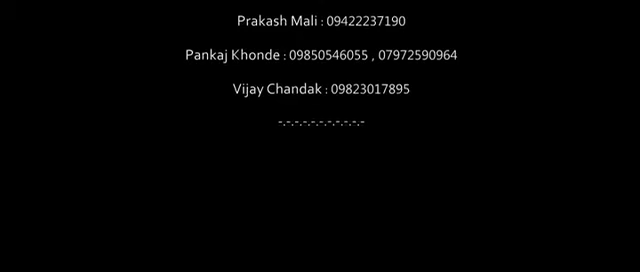 Prakash Mali : 09422237190
Pankaj Khonde : 09850546055 , 07972590964
Vijay Chandak : 09823017895
-.-.-.-.-.-.-.-.-.-.-